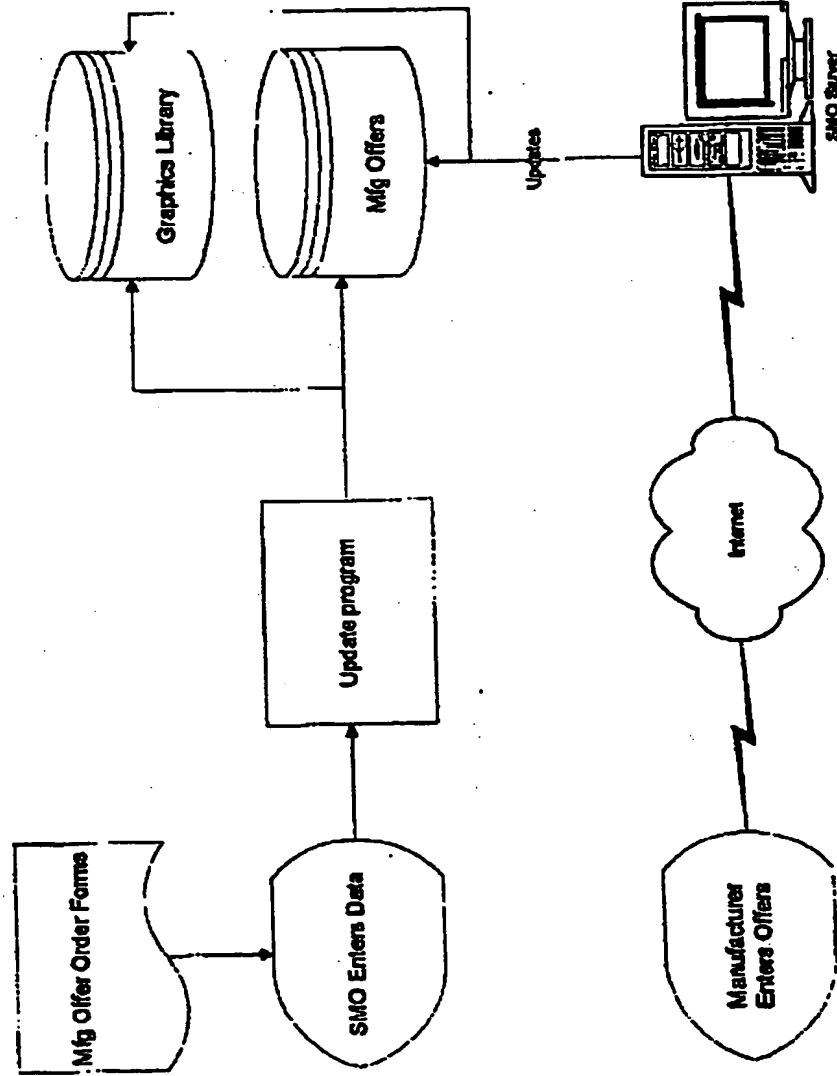 Mfg Offer Order Forms
SMO Enters Data
Update program
Graphics Library
Mfg Offers
Manufacturer
Enters Offers
Internet
Updates
SMO Server